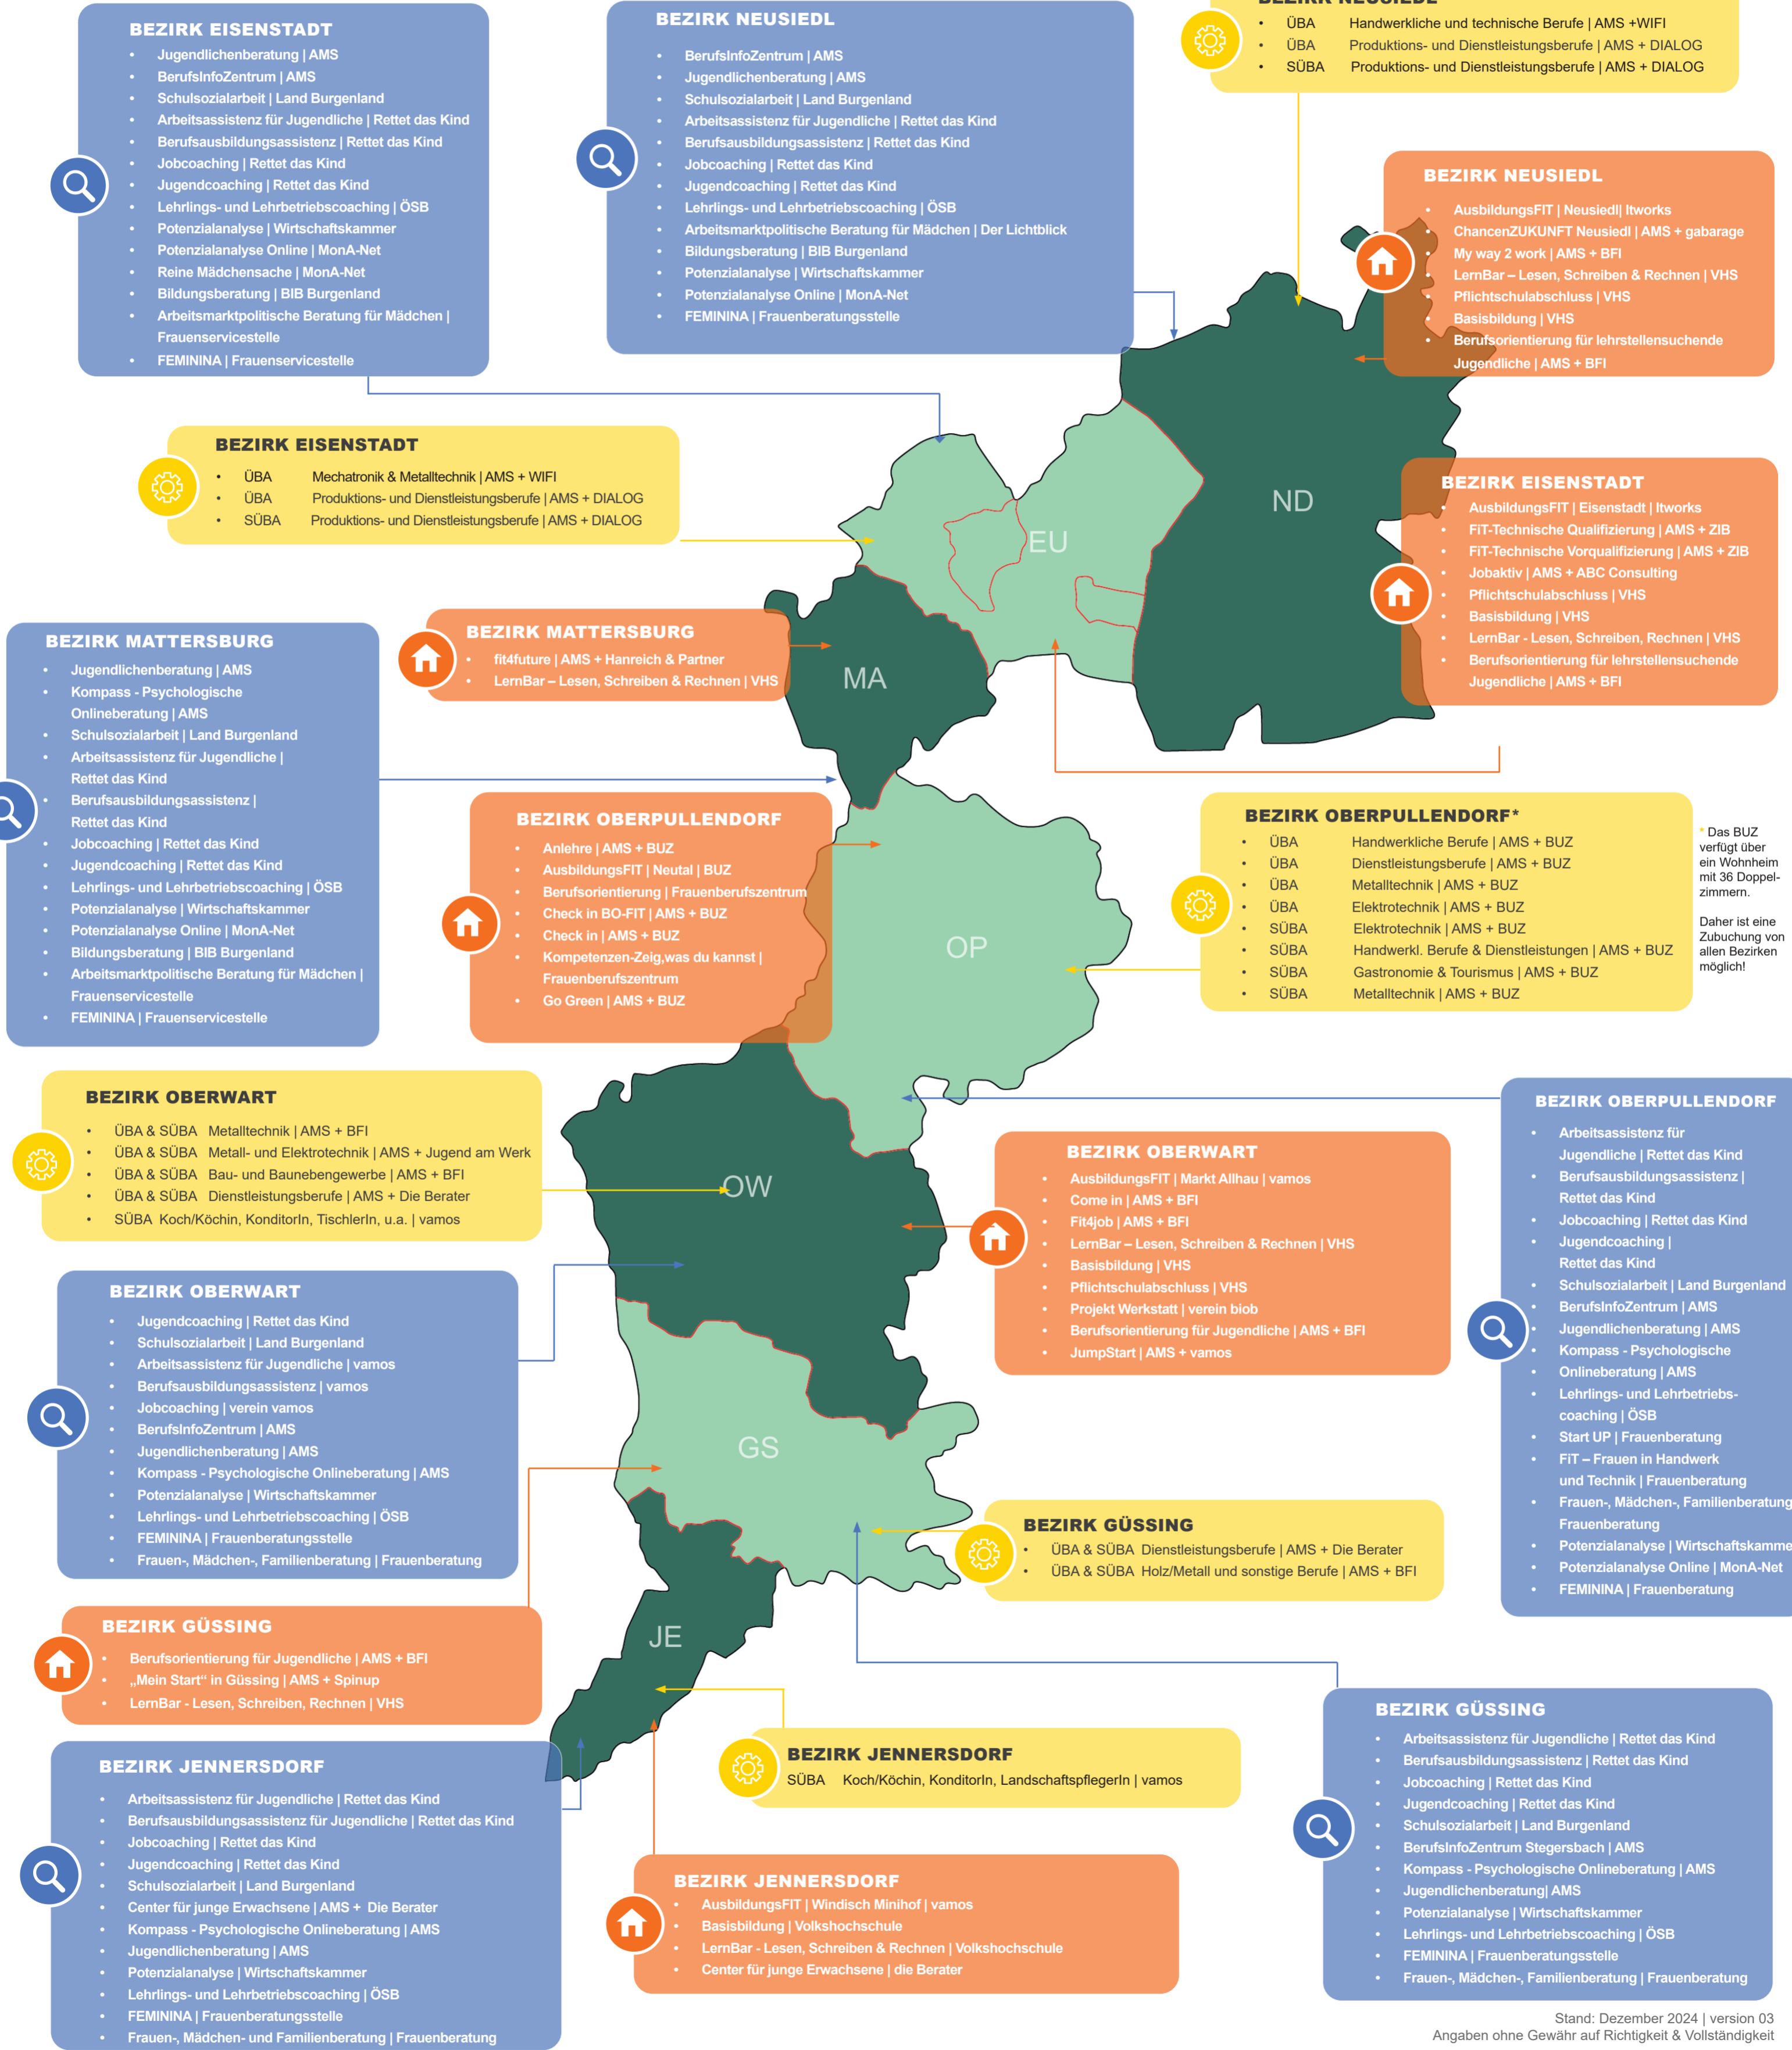 BEZIRK EISENSTADT
• Jugendlichenberatung | AMS
• BerufsInfoZentrum | AMS
• Schulsozialarbeit | Land Burgenland
• Arbeitsassistenz für Jugendliche | Rettet das Kind
• Berufsausbildungsassistenz | Rettet das Kind
• Jobcoaching | Rettet das Kind
• Jugendcoaching | Rettet das Kind
• Lehrlings- und Lehrbetriebscoaching | ÖSB
• Potenzialanalyse | Wirtschaftskammer
• Potenzialanalyse Online | MonA-Net
• Reine Mädchensache | MonA-Net
• Bildungsberatung | BIB Burgenland
• Arbeitsmarktpolitische Beratung für Mädchen |
Frauenservicestelle
• FEMININA | Frauenservicestelle
BEZIRK NEUSIEDL
• BerufsInfoZentrum | AMS
• Jugendlichenberatung | AMS
• Schulsozialarbeit | Land Burgenland
• Arbeitsassistenz für Jugendliche | Rettet das Kind
• Berufsausbildungsassistenz | Rettet das Kind
• Jobcoaching | Rettet das Kind
• Jugendcoaching | Rettet das Kind
• Lehrlings- und Lehrbetriebscoaching | ÖSB
• Arbeitsmarktpolitische Beratung für Mädchen | Der Lichtblick
• Bildungsberatung | BIB Burgenland
• Potenzialanalyse | Wirtschaftskammer
• Potenzialanalyse Online | MonA-Net
• FEMININA | Frauenberatungsstelle
BEZIRK NEUSIEDL
• ÜBA Handwerkliche und technische Berufe | AMS +WIFI
• ÜBA Produktions- und Dienstleistungsberufe | AMS + DIALOG
• SÜBA Produktions- und Dienstleistungsberufe | AMS + DIALOG
BEZIRK NEUSIEDL
• AusbildungsFIT | Neusiedl| Itworks
• ChancenZUKUNFT Neusiedl | AMS + gabarage
• My way 2 work | AMS + BFI
• LernBar – Lesen, Schreiben & Rechnen | VHS
• Pflichtschulabschluss | VHS
• Basisbildung | VHS
• Berufsorientierung für lehrstellensuchende
Jugendliche | AMS + BFI
BEZIRK EISENSTADT
• ÜBA Mechatronik & Metalltechnik | AMS + WIFI
• ÜBA Produktions- und Dienstleistungsberufe | AMS + DIALOG
• SÜBA Produktions- und Dienstleistungsberufe | AMS + DIALOG
ND
EU
BEZIRK EISENSTADT
• AusbildungsFIT | Eisenstadt | Itworks
• FiT-Technische Qualifizierung | AMS + ZIB
• FiT-Technische Vorqualifizierung | AMS + ZIB
• Jobaktiv | AMS + ABC Consulting
• Pflichtschulabschluss | VHS
• Basisbildung | VHS
• LernBar - Lesen, Schreiben, Rechnen | VHS
• Berufsorientierung für lehrstellensuchende
Jugendliche | AMS + BFI
BEZIRK MATTERSBURG
• Jugendlichenberatung | AMS
• Kompass - Psychologische
Onlineberatung | AMS
• Schulsozialarbeit | Land Burgenland
• Arbeitsassistenz für Jugendliche |
Rettet das Kind
• Berufsausbildungsassistenz |
Rettet das Kind
• Jobcoaching | Rettet das Kind
• Jugendcoaching | Rettet das Kind
• Lehrlings- und Lehrbetriebscoaching | ÖSB
• Potenzialanalyse | Wirtschaftskammer
• Potenzialanalyse Online | MonA-Net
• Bildungsberatung | BIB Burgenland
• Arbeitsmarktpolitische Beratung für Mädchen |
Frauenservicestelle
• FEMININA | Frauenservicestelle
BEZIRK MATTERSBURG
• fit4future | AMS + Hanreich & Partner
• LernBar – Lesen, Schreiben & Rechnen | VHS
MA
BEZIRK OBERPULLENDORF
• Anlehre | AMS + BUZ
• AusbildungsFIT | Neutal | BUZ
• Berufsorientierung | Frauenberufszentrum
• Check in BO-FIT | AMS + BUZ
• Check in | AMS + BUZ
• Kompetenzen-Zeig,was du kannst |
Frauenberufszentrum
• Go Green | AMS + BUZ
OP
BEZIRK OBERPULLENDORF*
• ÜBA Handwerkliche Berufe | AMS + BUZ
• ÜBA Dienstleistungsberufe | AMS + BUZ
• ÜBA Metalltechnik | AMS + BUZ
• ÜBA Elektrotechnik | AMS + BUZ
• SÜBA Elektrotechnik | AMS + BUZ
• SÜBA Handwerkl. Berufe & Dienstleistungen | AMS + BUZ
• SÜBA Gastronomie & Tourismus | AMS + BUZ
• SÜBA Metalltechnik | AMS + BUZ
* Das BUZ
verfügt über
ein Wohnheim
mit 36 Doppel-
zimmern.
Daher ist eine
Zubuchung von
allen Bezirken
möglich!
BEZIRK OBERWART
• ÜBA & SÜBA Metalltechnik | AMS + BFI
• ÜBA & SÜBA Metall- und Elektrotechnik | AMS + Jugend am Werk
• ÜBA & SÜBA Bau- und Baunebengewerbe | AMS + BFI
• ÜBA & SÜBA Dienstleistungsberufe | AMS + Die Berater
• SÜBA Koch/Köchin, KonditorIn, TischlerIn, u.a. | vamos
OW
BEZIRK OBERWART
• AusbildungsFIT | Markt Allhau | vamos
• Come in | AMS + BFI
• Fit4job | AMS + BFI
• LernBar – Lesen, Schreiben & Rechnen | VHS
• Basisbildung | VHS
• Pflichtschulabschluss | VHS
• Projekt Werkstatt | verein biob
• Berufsorientierung für Jugendliche | AMS + BFI
• JumpStart | AMS + vamos
BEZIRK OBERPULLENDORF
• Arbeitsassistenz für
Jugendliche | Rettet das Kind
• Berufsausbildungsassistenz |
Rettet das Kind
• Jobcoaching | Rettet das Kind
• Jugendcoaching |
Rettet das Kind
• Schulsozialarbeit | Land Burgenland
• BerufsInfoZentrum | AMS
• Jugendlichenberatung | AMS
• Kompass - Psychologische
• Onlineberatung | AMS
• Lehrlings- und Lehrbetriebs-
coaching | ÖSB
• Start UP | Frauenberatung
• FiT – Frauen in Handwerk
und Technik | Frauenberatung
• Frauen-, Mädchen-, Familienberatung
Frauenberatung
• Potenzialanalyse | Wirtschaftskamme
• Potenzialanalyse Online | MonA-Net
• FEMININA | Frauenberatung
BEZIRK OBERWART
• Jugendcoaching | Rettet das Kind
• Schulsozialarbeit | Land Burgenland
• Arbeitsassistenz für Jugendliche | vamos
• Berufsausbildungsassistenz | vamos
• Jobcoaching | verein vamos
• BerufsInfoZentrum | AMS
• Jugendlichenberatung | AMS
• Kompass - Psychologische Onlineberatung | AMS
• Potenzialanalyse | Wirtschaftskammer
• Lehrlings- und Lehrbetriebscoaching | ÖSB
• FEMININA | Frauenberatungsstelle
• Frauen-, Mädchen-, Familienberatung | Frauenberatung
GS
BEZIRK GÜSSING
• ÜBA & SÜBA Dienstleistungsberufe | AMS + Die Berater
• ÜBA & SÜBA Holz/Metall und sonstige Berufe | AMS + BFI
BEZIRK GÜSSING
• Berufsorientierung für Jugendliche | AMS + BFI
• „Mein Start“ in Güssing | AMS + Spinup
• LernBar - Lesen, Schreiben, Rechnen | VHS
JE
BEZIRK JENNERSDORF
SÜBA Koch/Köchin, KonditorIn, LandschaftspflegerIn | vamos
BEZIRK GÜSSING
• Arbeitsassistenz für Jugendliche | Rettet das Kind
• Berufsausbildungsassistenz | Rettet das Kind
• Jobcoaching | Rettet das Kind
• Jugendcoaching | Rettet das Kind
• Schulsozialarbeit | Land Burgenland
• BerufsInfoZentrum Stegersbach | AMS
• Kompass - Psychologische Onlineberatung | AMS
• Jugendlichenberatung| AMS
• Potenzialanalyse | Wirtschaftskammer
• Lehrlings- und Lehrbetriebscoaching | ÖSB
• FEMININA | Frauenberatungsstelle
• Frauen-, Mädchen-, Familienberatung | Frauenberatung
BEZIRK JENNERSDORF
• Arbeitsassistenz für Jugendliche | Rettet das Kind
• Berufsausbildungsassistenz für Jugendliche | Rettet das Kind
• Jobcoaching | Rettet das Kind
• Jugendcoaching | Rettet das Kind
• Schulsozialarbeit | Land Burgenland
• Center für junge Erwachsene | AMS + Die Berater
• Kompass - Psychologische Onlineberatung | AMS
• Jugendlichenberatung | AMS
• Potenzialanalyse | Wirtschaftskammer
• Lehrlings- und Lehrbetriebscoaching | ÖSB
• FEMININA | Frauenberatungsstelle
• Frauen-, Mädchen- und Familienberatung | Frauenberatung
BEZIRK JENNERSDORF
• AusbildungsFIT | Windisch Minihof | vamos
• Basisbildung | Volkshochschule
• LernBar - Lesen, Schreiben & Rechnen | Volkshochschule
• Center für junge Erwachsene | die Berater
Stand: Dezember 2024 | version 03
Angaben ohne Gewähr auf Richtigkeit & Vollständigkeit